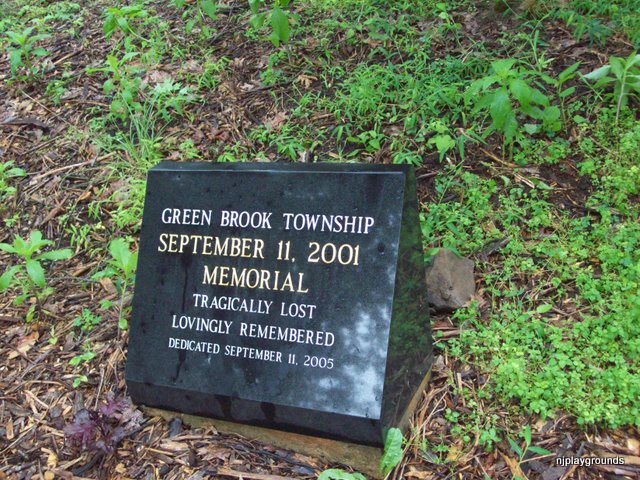 GREEN BROOK TOWNSHIP
SEPTEMBER 11, 2001
MEMORIAL
TRAGICALLY LOST
LOVINGLY REMEMBERED
DEDICATED SEPTEMBER 11, 2005
njplaygrounds